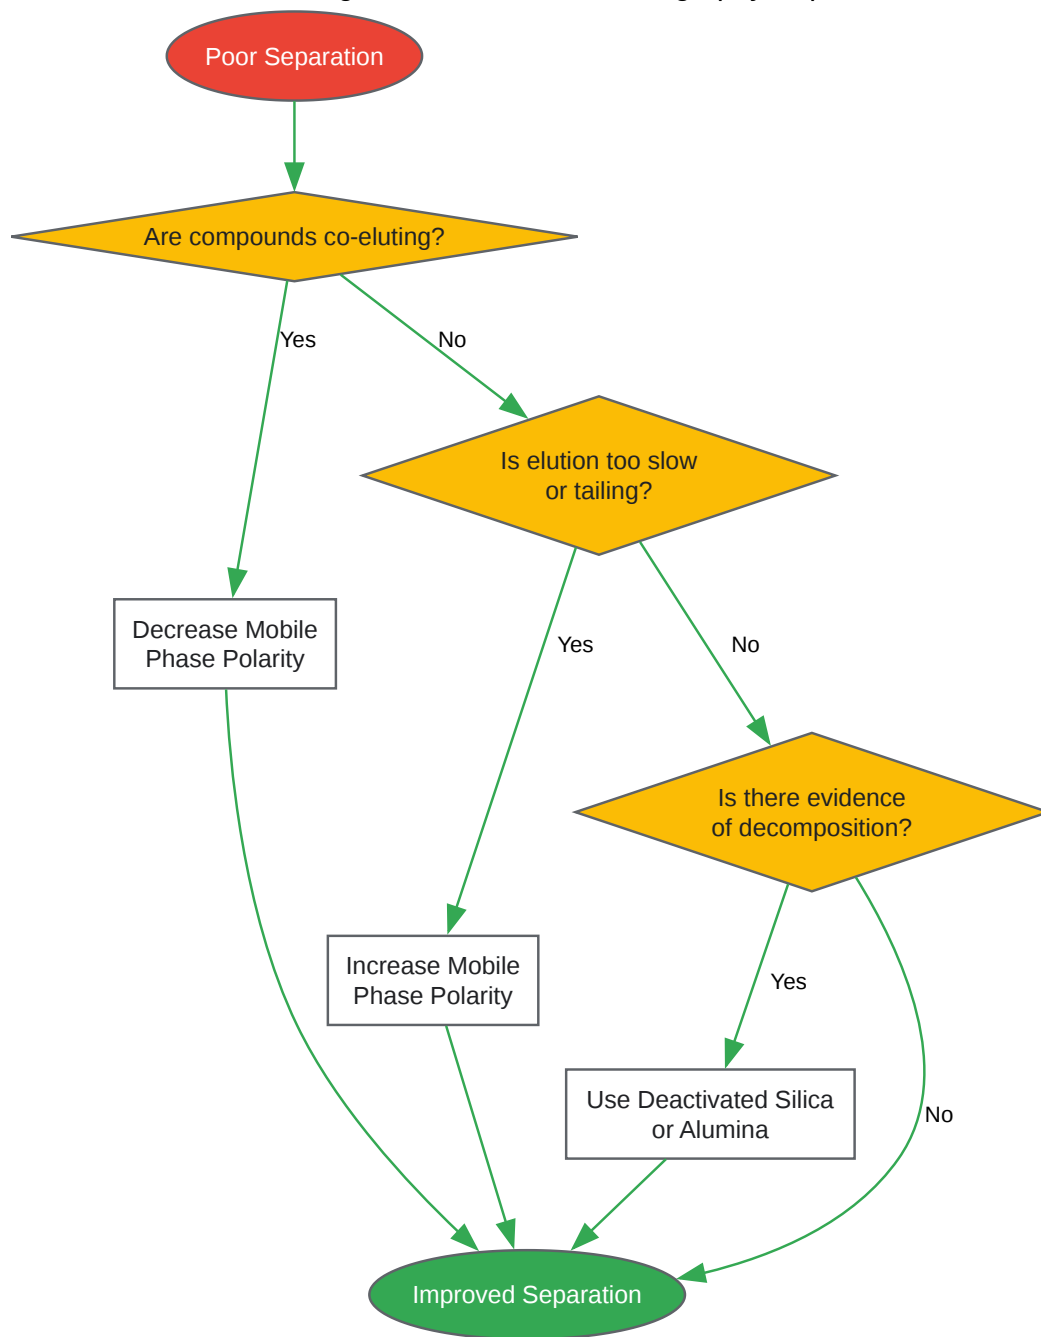 Poor Separation
Are compounds co-eluting?
Yes
No
Is elution too slow
or tailing?
Decrease Mobile
Phase Polarity
Yes
No
Is there evidence
of decomposition?
Increase Mobile
Phase Polarity
Yes
Use Deactivated Silica
or Alumina
No
Improved Separation